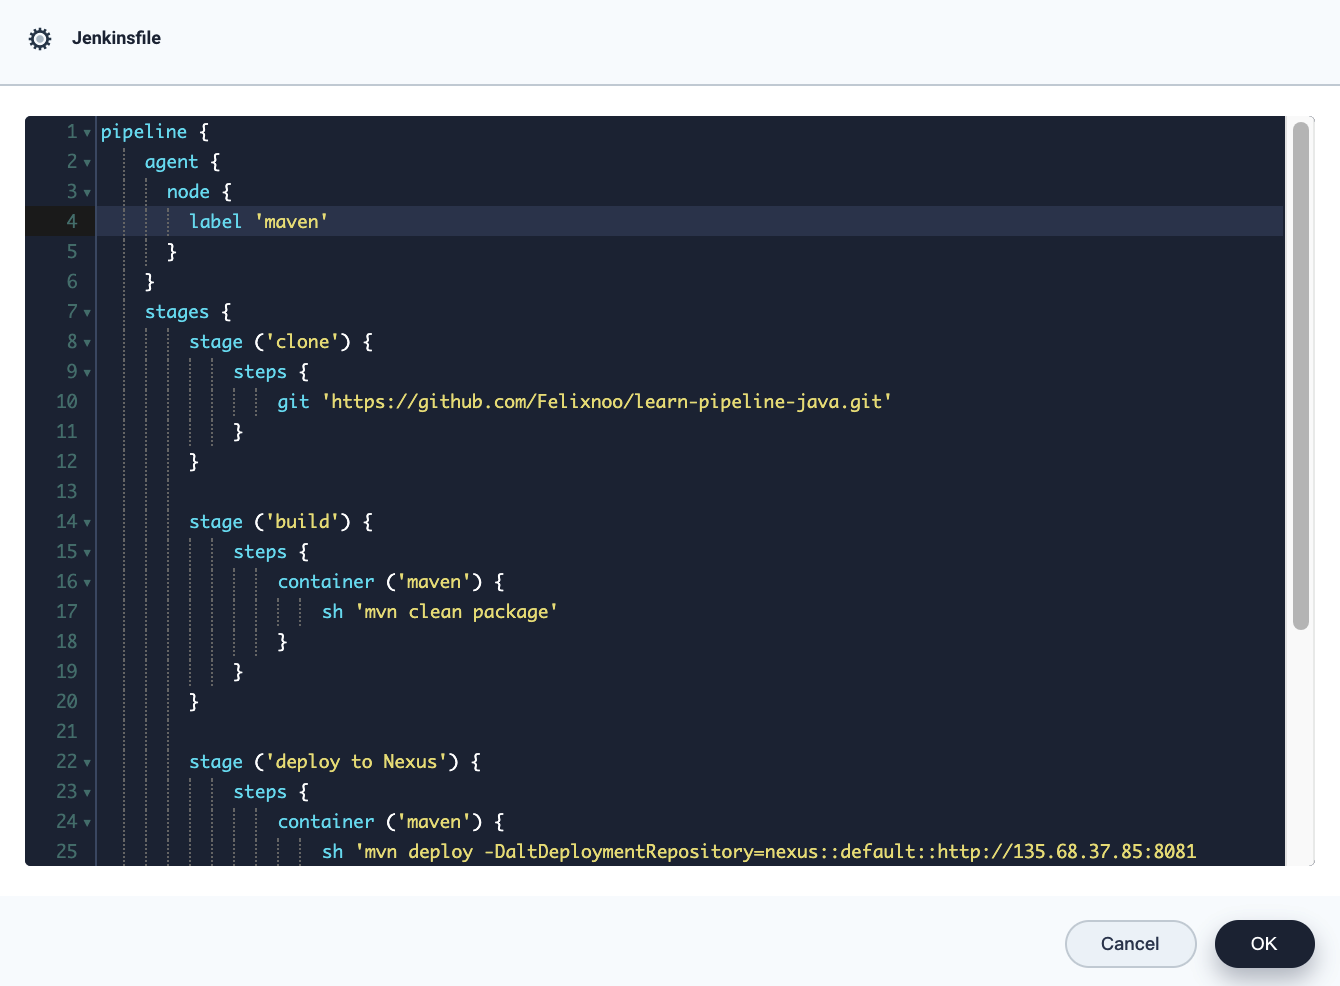 Jenkinsfile
1 pipeline {
2 agent {
3 node {
4 label 'maven'
5 }
6 }
7 stages {
8 stage ('clone') {
9 steps {
10 git 'https://github.com/Felixnoo/learn-pipeline-java.git'
11 }
12 }
13
14 stage ('build') {
15 steps {
16 container ('maven') {
17 sh 'mvn clean package'
18 }
19 }
20 }
21
22 stage ('deploy to Nexus') {
23 steps {
24 container ('maven') {
25 sh 'mvn deploy -DaltDeploymentRepository=nexus::default::http://135.68.37.85:8081
Cancel OK